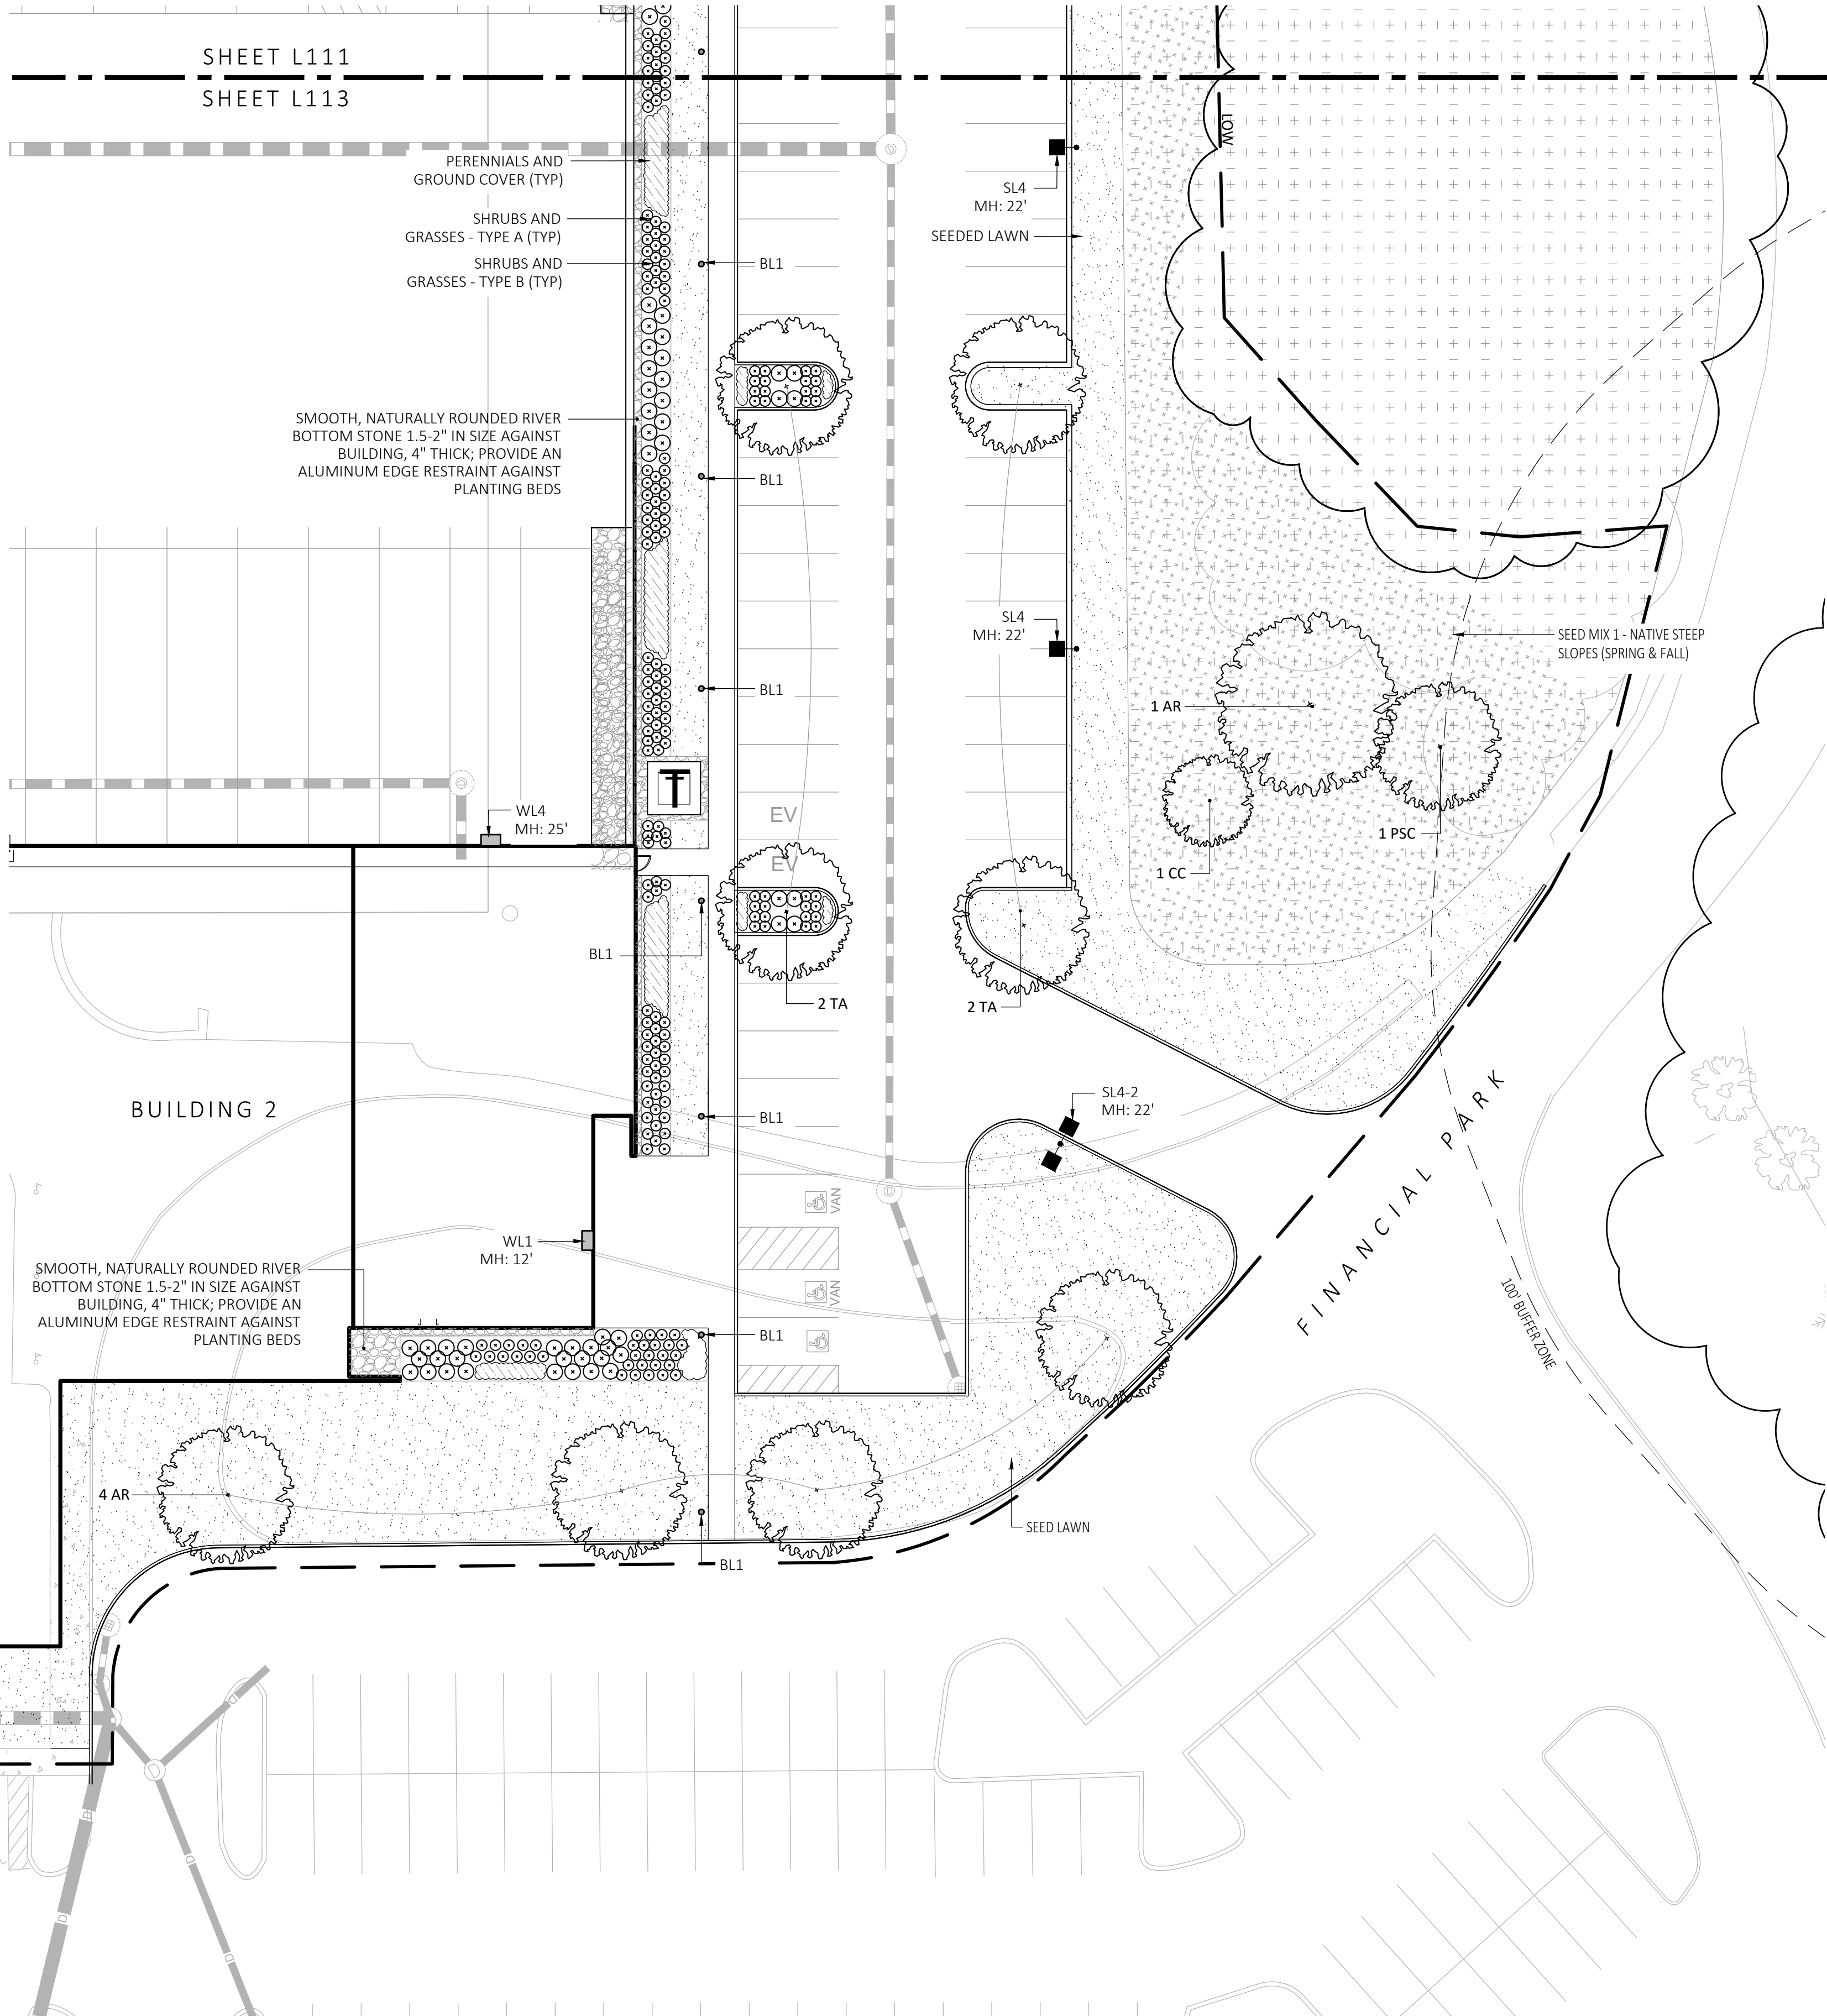 SHEET L111
SHEET L113
LOW
PERENNIALS AND
GROUND COVER (TYP)
SHRUBS AND
GRASSES - TYPE A (TYP)
SHRUBS AND
GRASSES - TYPE B (TYP)
BL1
SL4
MH: 22'
SEEDED LAWN
SMOOTH, NATURALLY ROUNDED RIVER
BOTTOM STONE 1.5-2" IN SIZE AGAINST
BUILDING, 4" THICK; PROVIDE AN
ALUMINUM EDGE RESTRAINT AGAINST
PLANTING BEDS
BL1
SL4
MH: 22'
SEED MIX 1 - NATIVE STEEP
SLOPES (SPRING & FALL)
BL1
1 AR
T
WL4
MH: 25'
EV
EV
1 PSC
1 CC
BL1
2 TA
2 TA
BUILDING 2
BL1
SL4-2
MH: 22'
FINANCIAL PARK
VAN
WL1
MH: 12'
VAN
SMOOTH, NATURALLY ROUNDED RIVER
BOTTOM STONE 1.5-2" IN SIZE AGAINST
BUILDING, 4" THICK; PROVIDE AN
ALUMINUM EDGE RESTRAINT AGAINST
PLANTING BEDS
BL1
100' BUFFER ZONE
4 AR
SEED LAWN
BL1
D
D
D
D
D
D
D
D
D